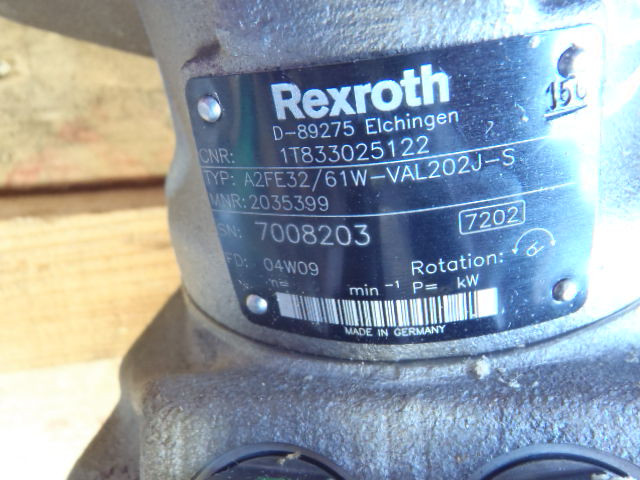 Rexroth
D-89275 Elchingen
CNR: 1T833025122
TYP: A2FE32/61W-VAL202J-S
MNR: 2035399
SN: 7008203 7202
FD: 04W09 Rotation:
n= min⁻¹ P= kW
MADE IN GERMANY